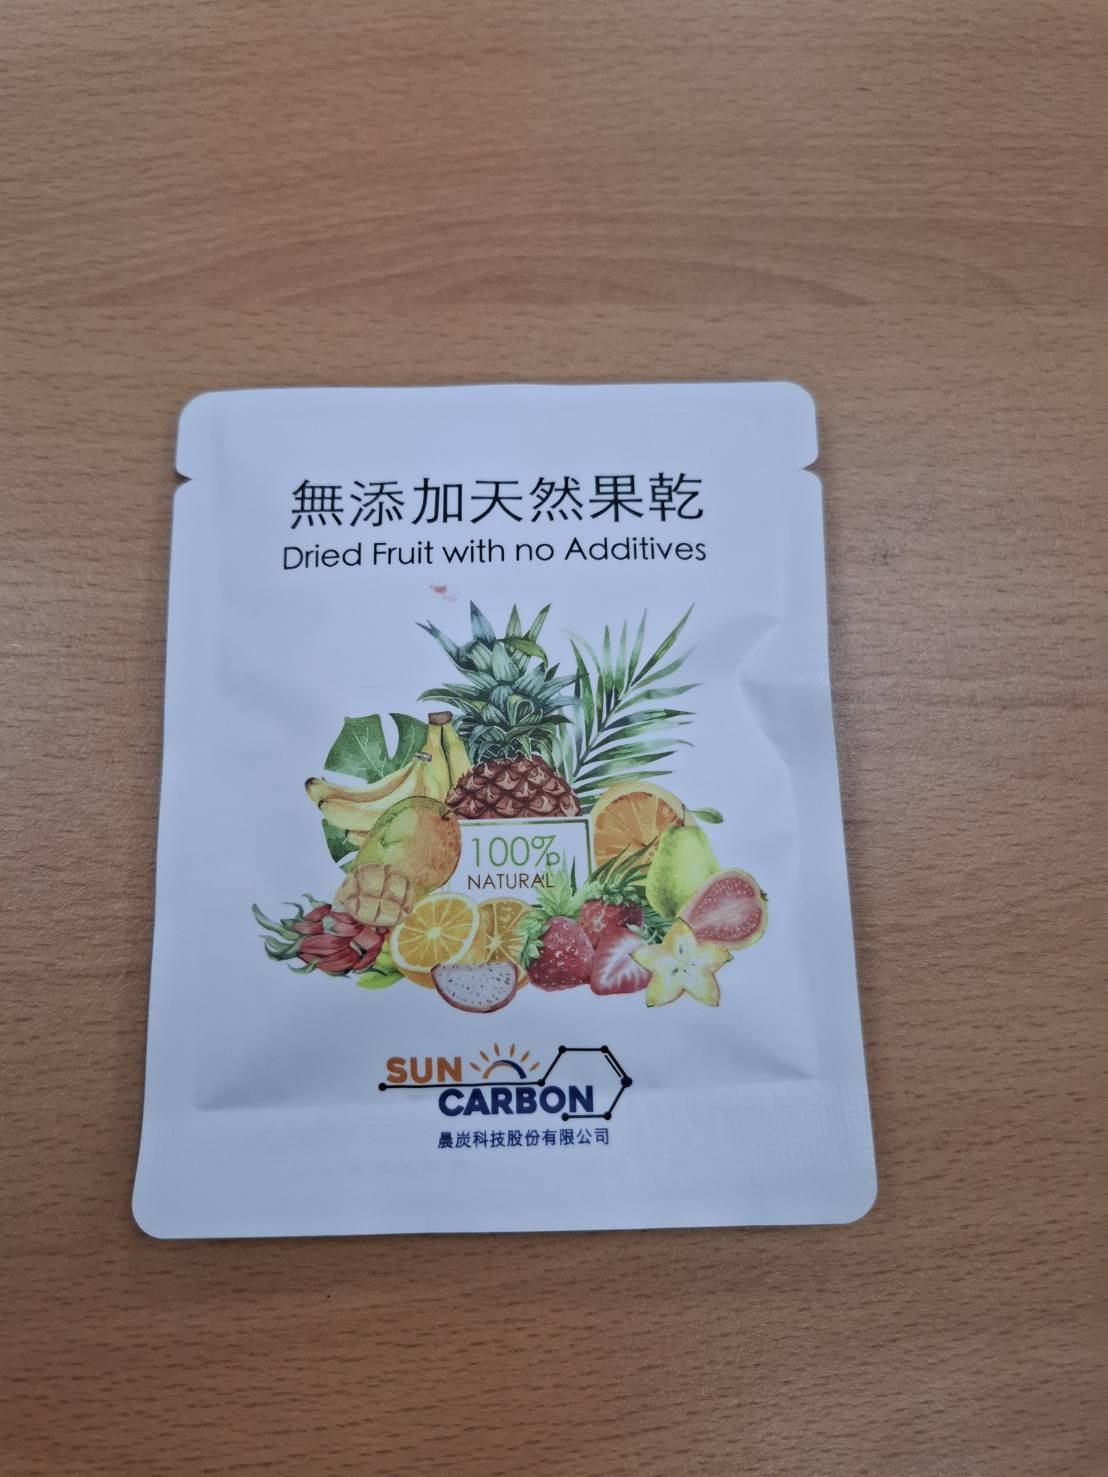 無添加天然果乾
Dried Fruit with no Additives
100%
NATURAL
SUN
CARBON
晨炭科技股份有限公司